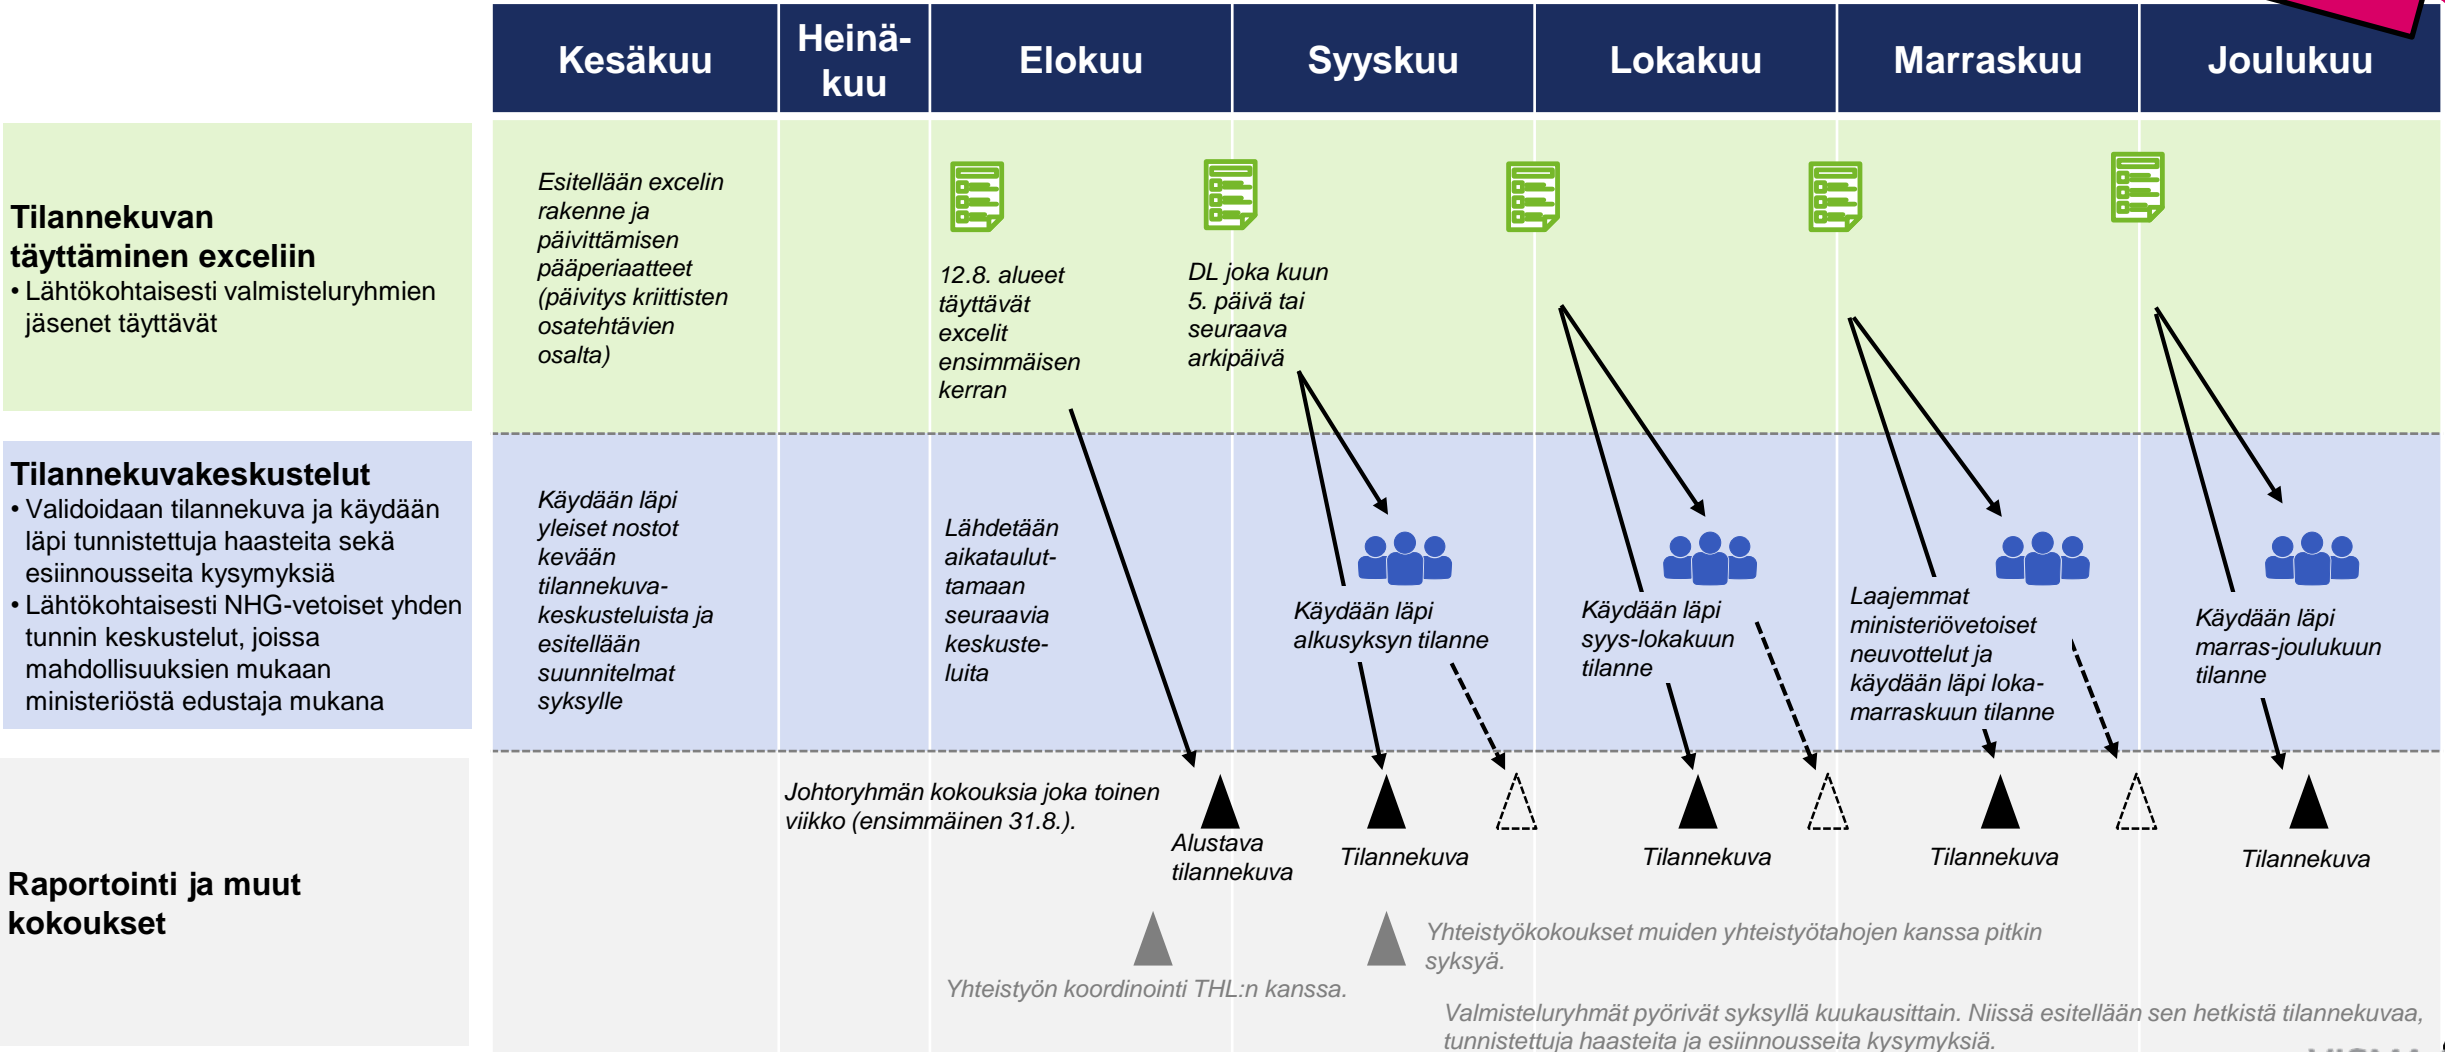 Kesäkuu
Heinä-
kuu
Elokuu
Syyskuu
Lokakuu
Marraskuu
Joulukuu
Tilannekuvan
täyttäminen exceliin
• Lähtökohtaisesti valmisteluryhmien
jäsenet täyttävät
Esitellään excelin
rakenne ja
päivittämisen
pääperiaatteet
(päivitys kriittisten
osatehtävien
osalta)
12.8. alueet
täyttävät
excelit
ensimmäisen
kerran
DL joka kuun
5. päivä tai
seuraava
arkipäivä
Tilannekuvakeskustelut
• Validoidaan tilannekuva ja käydään
läpi tunnistettuja haasteita sekä
esiinnousseita kysymyksiä
• Lähtökohtaisesti NHG-vetoiset yhden
tunnin keskustelut, joissa
mahdollisuuksien mukaan
ministeriöstä edustaja mukana
Käydään läpi
yleiset nostot
kevään
tilannekuva-
keskusteluista ja
esitellään
suunnitelmat
syksylle
Lähdetään
aikataulut-
tamaan
seuraavia
keskuste-
luita
Käydään läpi
alkusyksyn tilanne
Käydään läpi
syys-lokakuun
tilanne
Laajemmat
ministeriövetoiset
neuvottelut ja
käydään läpi loka-
marraskuun tilanne
Käydään läpi
marras-joulukuun
tilanne
Raportointi ja muut
kokoukset
Johtoryhmän kokouksia joka toinen
viikko (ensimmäinen 31.8.).
Alustava
tilannekuva
Tilannekuva
Tilannekuva
Tilannekuva
Tilannekuva
Yhteistyön koordinointi THL:n kanssa.
Yhteistyökokoukset muiden yhteistyötahojen kanssa pitkin
syksyä.
Valmisteluryhmät pyörivät syksyllä kuukausittain. Niissä esitellään sen hetkistä tilannekuvaa,
tunnistettuja haasteita ja esiinnousseita kysymyksiä.